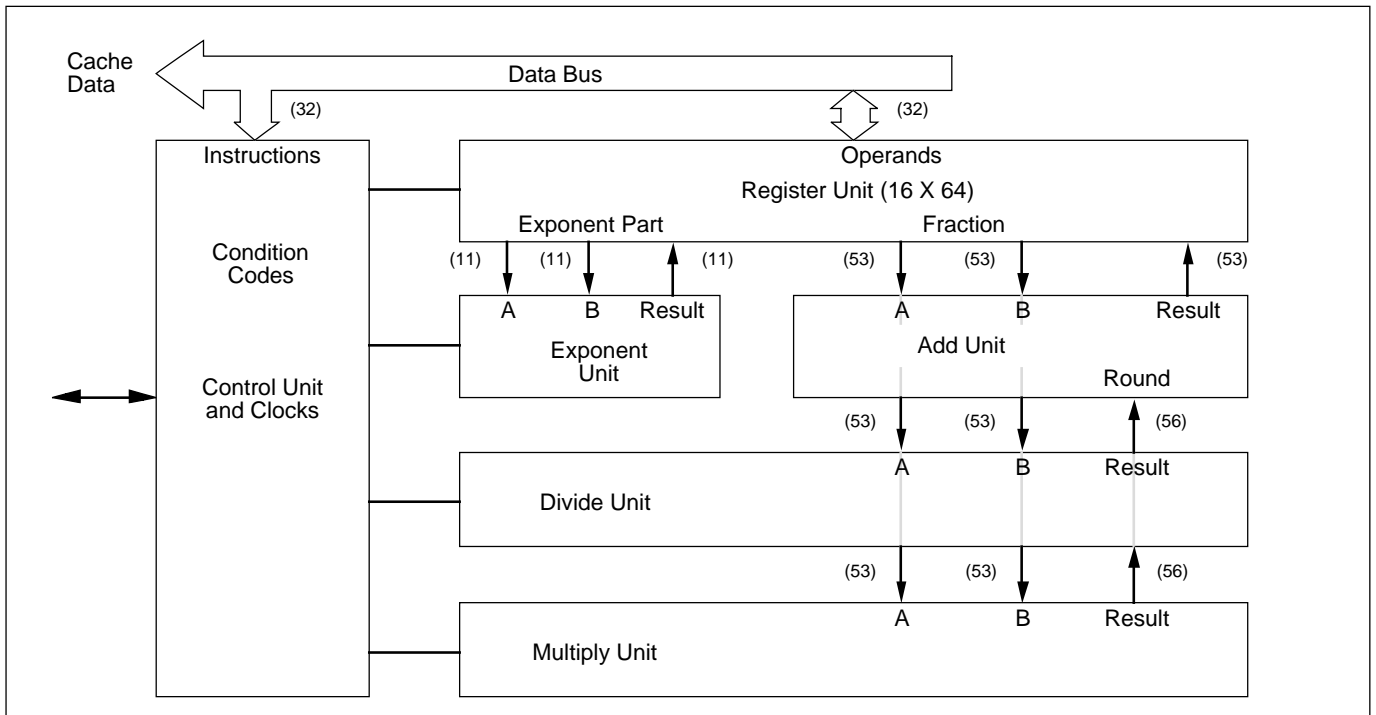 Cache
Data
Data Bus
(32)
(32)
Instructions
Operands
Register Unit (16 X 64)
Exponent Part
Fraction
Condition
Codes
(11)
(11)
(11)
(53)
(53)
(53)
A
B
Result
A
B
Result
Exponent
Unit
Add Unit
Round
Control Unit
and Clocks
(53)
(53)
(56)
A
B
Result
Divide Unit
(53)
(53)
(56)
A
B
Result
Multiply Unit